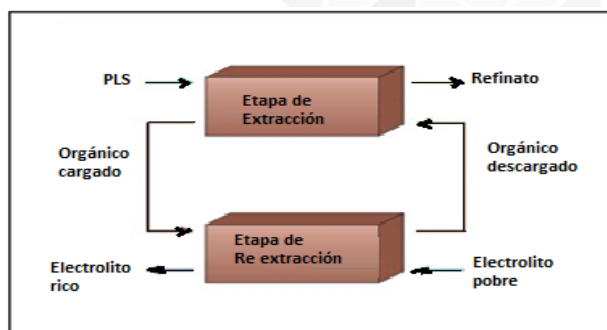 PLS
Refinato
Etapa de
Extracción
Orgánico
cargado
Orgánico
descargado
Etapa de
Re extracción
Electrolito
rico
Electrolito
pobre